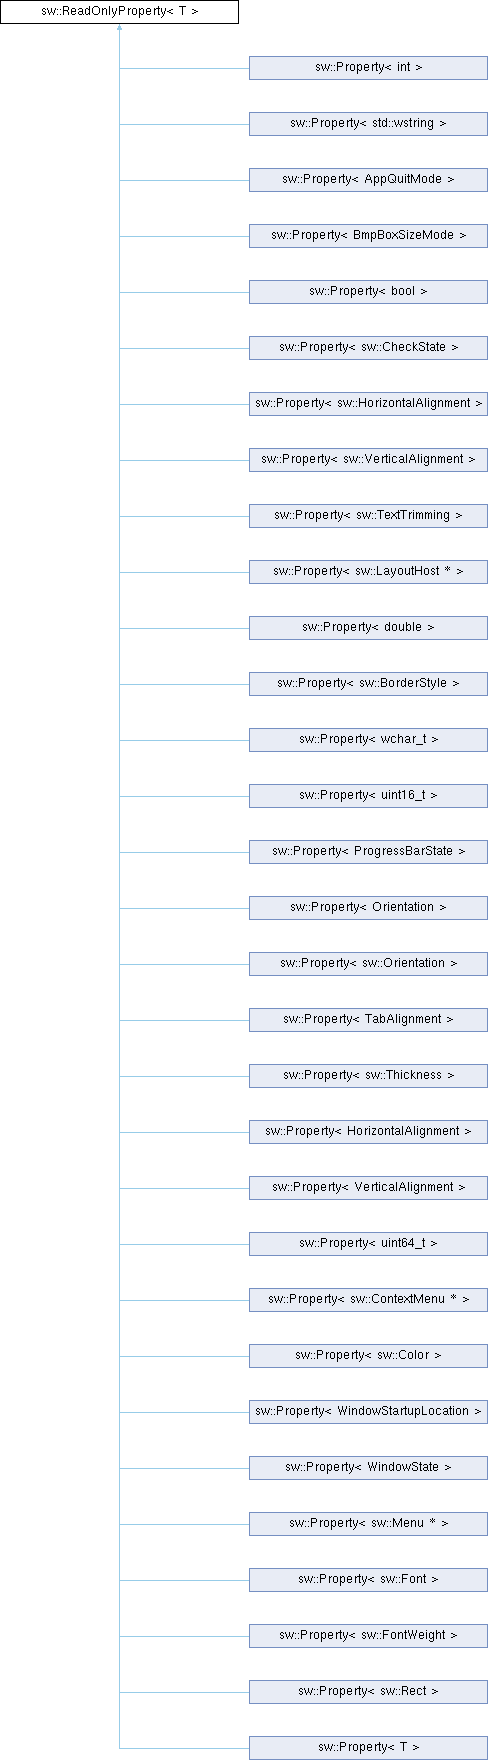 sw::ReadOnlyProperty< T >
sw::Property< int >
sw::Property< std::wstring >
sw::Property< AppQuitMode >
sw::Property< BmpBoxSizeMode >
sw::Property< bool >
sw::Property< sw::CheckState >
sw::Property< sw::HorizontalAlignment >
sw::Property< sw::VerticalAlignment >
sw::Property< sw::TextTrimming >
sw::Property< sw::LayoutHost * >
sw::Property< double >
sw::Property< sw::BorderStyle >
sw::Property< wchar_t >
sw::Property< uint16_t >
sw::Property< ProgressBarState >
sw::Property< Orientation >
sw::Property< sw::Orientation >
sw::Property< TabAlignment >
sw::Property< sw::Thickness >
sw::Property< HorizontalAlignment >
sw::Property< VerticalAlignment >
sw::Property< uint64_t >
sw::Property< sw::ContextMenu * >
sw::Property< sw::Color >
sw::Property< WindowStartupLocation >
sw::Property< WindowState >
sw::Property< sw::Menu * >
sw::Property< sw::Font >
sw::Property< sw::FontWeight >
sw::Property< sw::Rect >
sw::Property< T >